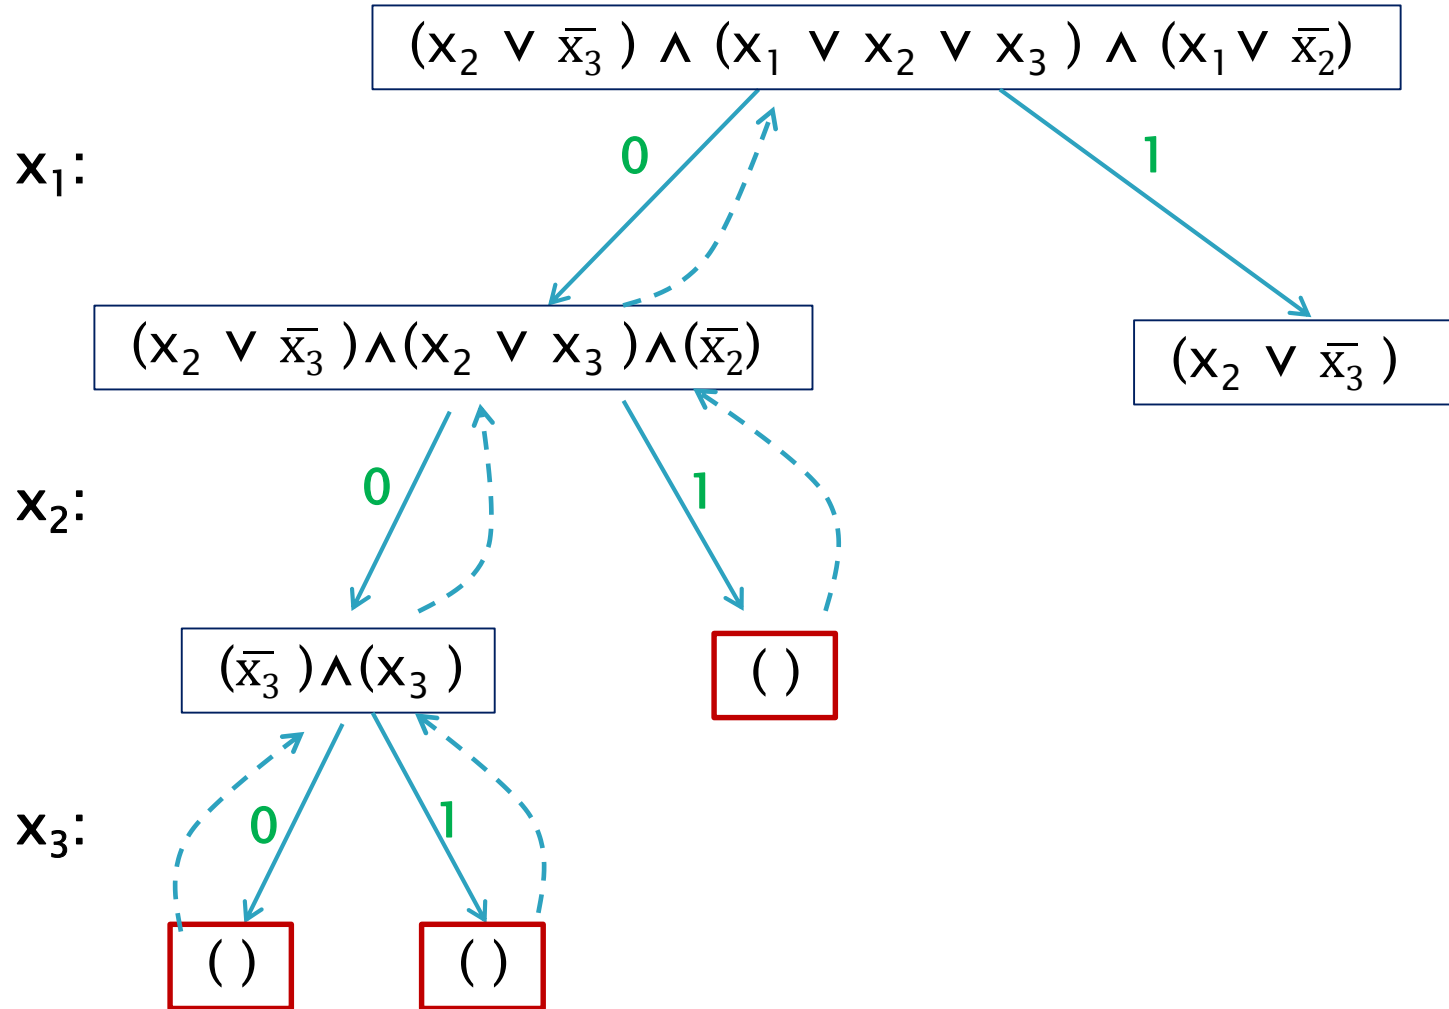 (x₂ ∨ x̅₃ ) ∧ (x₁ ∨ x₂ ∨ x₃ ) ∧ (x₁∨ x̅₂)
x₁:
0
1
(x₂ ∨ x̅₃ )∧(x₂ ∨ x₃ )∧(x̅₂)
(x₂ ∨ x̅₃ )
x₂:
0
1
(x̅₃ )∧(x₃ )
( )
x₃:
0
1
( )
( )